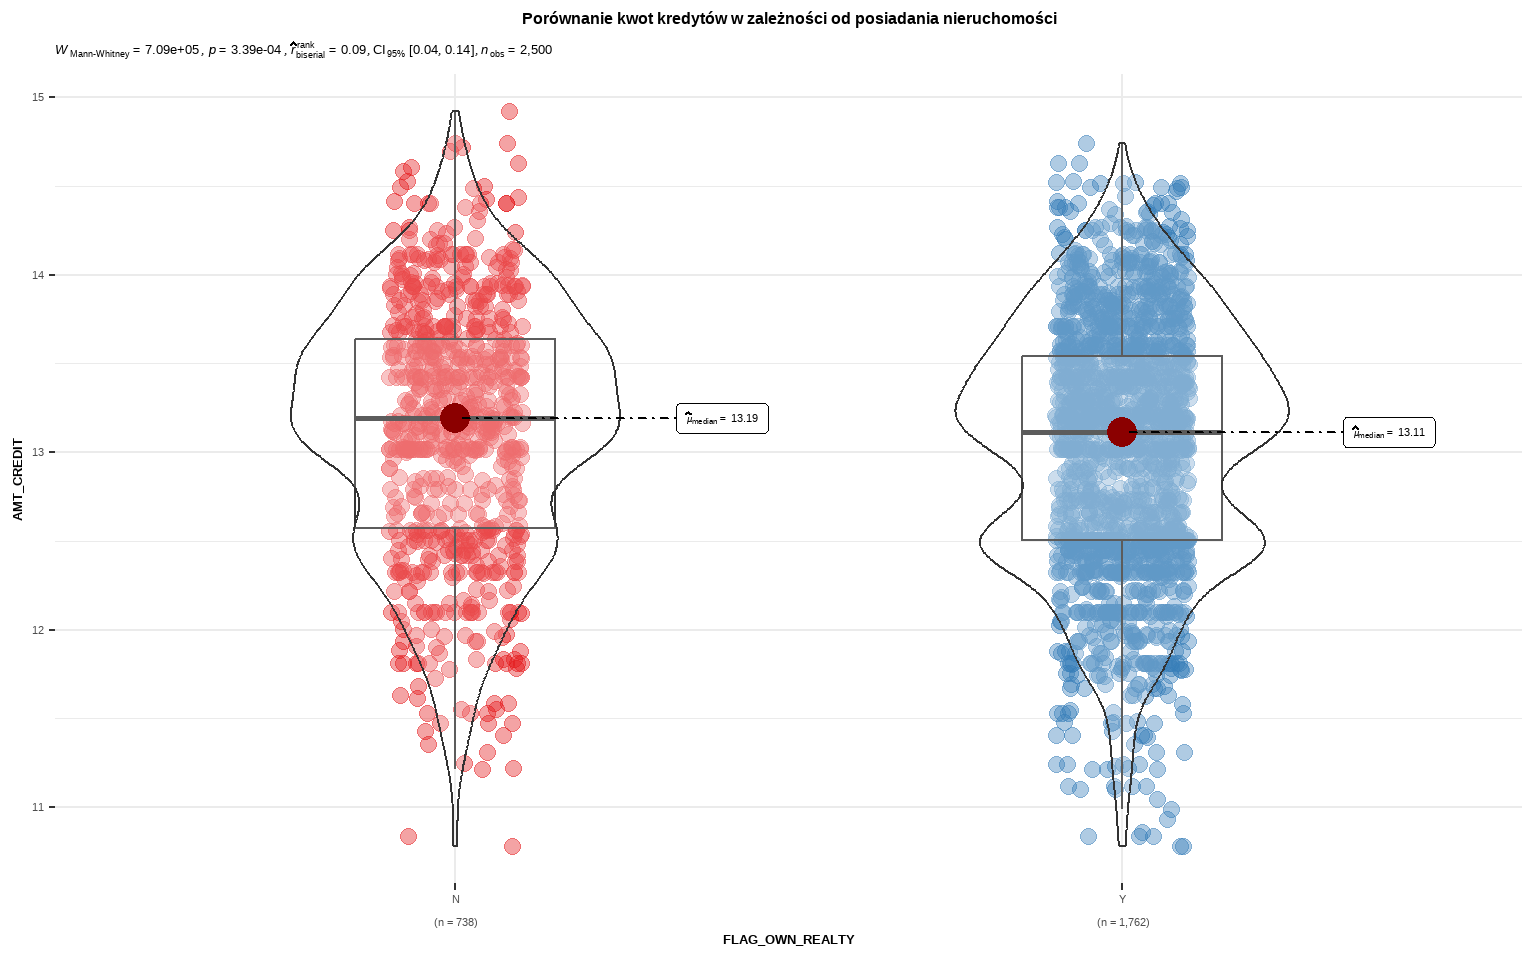 Porównanie kwot kredytów w zależności od posiadania nieruchomości
W Mann-Whitney = 7.09e+05, p = 3.39e-04, r̂ rank biserial = 0.09, CI 95% [0.04, 0.14], n obs = 2,500
15
14
13
12
11
AMT_CREDIT
μ̂ median = 13.19
μ̂ median = 13.11
N
(n = 738)
Y
(n = 1,762)
FLAG_OWN_REALTY